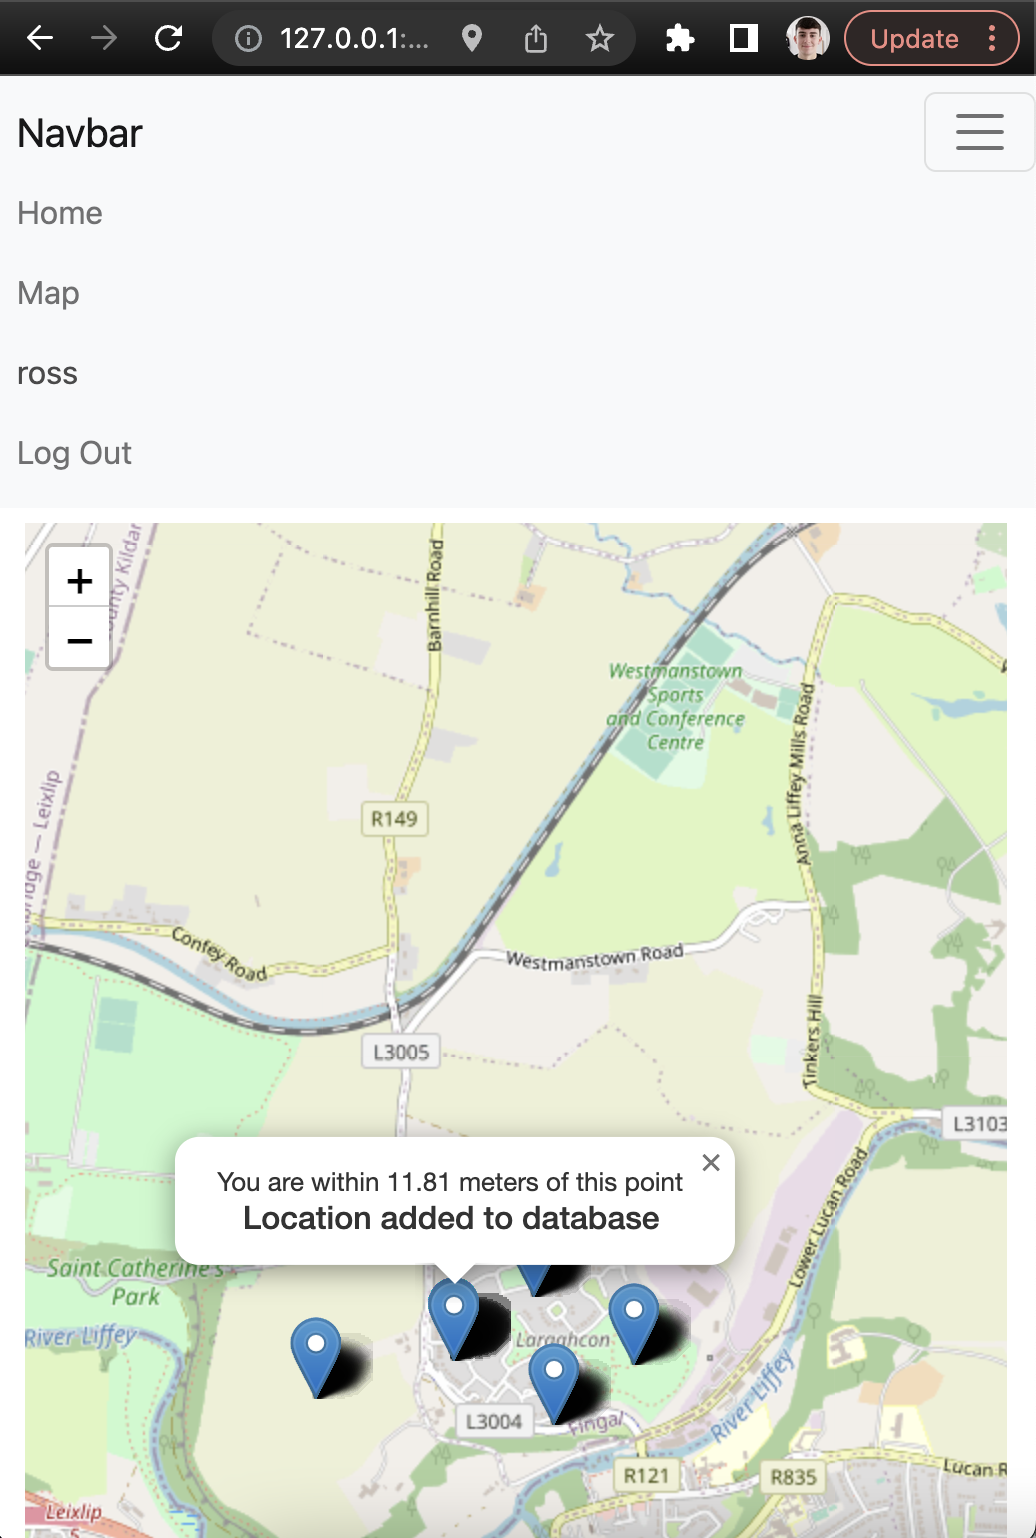 127.0.0.1:...
Update
Navbar
Home
Map
ross
Log Out
+
−
Barnhill Road
Westmanstown
Sports
and Conference
Centre
Anna Liffey Mills Road
R149
Leixlip
Confey Road
Westmanstown Road
L3005
Tinkers Hill
L3103
You are within 11.81 meters of this point
Location added to database
×
Lower Lucan Road
Saint Catherine's
Park
River Liffey
Laraghcon
L3004
Fingal
River Liffey
R121
R835
Lucan R
Leixlip